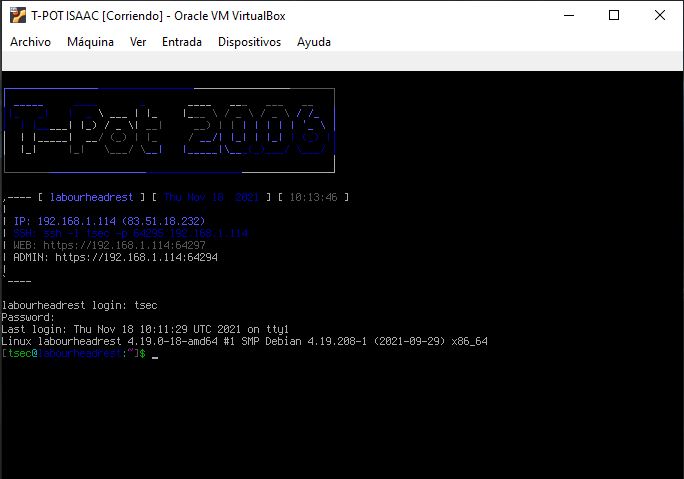 T-POT ISAAC [Corriendo] - Oracle VM VirtualBox
Archivo Máquina Ver Entrada Dispositivos Ayuda
T-Pot 2006
,---- [ labourheadrest ] [ Thu Nov 18 2021 ] [ 10:13:46 ]
|
| IP: 192.168.1.114 (83.51.18.232)
| SSH: ssh -l tsec -p 64295 192.168.1.114
| WEB: https://192.168.1.114:64297
| ADMIN: https://192.168.1.114:64294
|
`----
labourheadrest login: tsec
Password:
Last login: Thu Nov 18 10:11:29 UTC 2021 on tty1
Linux labourheadrest 4.19.0-18-amd64 #1 SMP Debian 4.19.208-1 (2021-09-29) x86_64
[tsec@labourheadrest:~]$ _